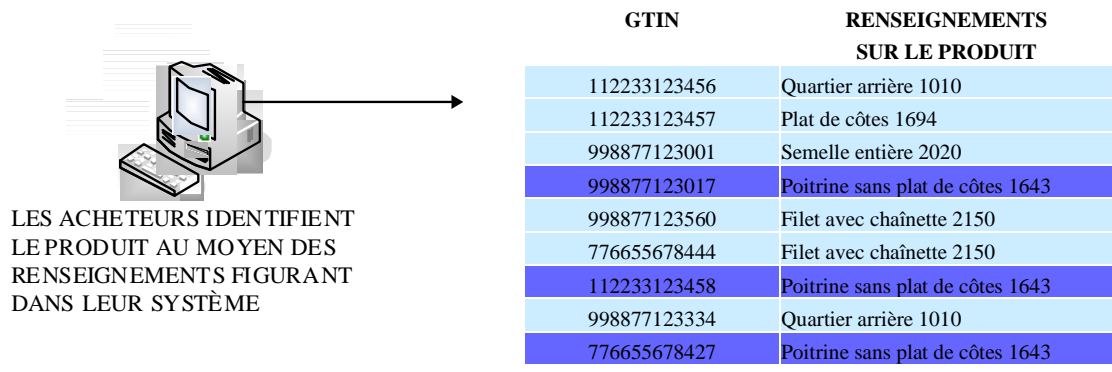 GTIN RENSEIGNEMENTS
SUR LE PRODUIT
112233123456 Quartier arrière 1010
112233123457 Plat de côtes 1694
998877123001 Semelle entière 2020
998877123017 Poitrine sans plat de côtes 1643
998877123560 Filet avec chaînette 2150
776655678444 Filet avec chaînette 2150
112233123458 Poitrine sans plat de côtes 1643
998877123334 Quartier arrière 1010
776655678427 Poitrine sans plat de côtes 1643
LES ACHETEURS IDENTIFIENT
LE PRODUIT AU MOYEN DES
RENSEIGNEMENTS FIGURANT
DANS LEUR SYSTÈME